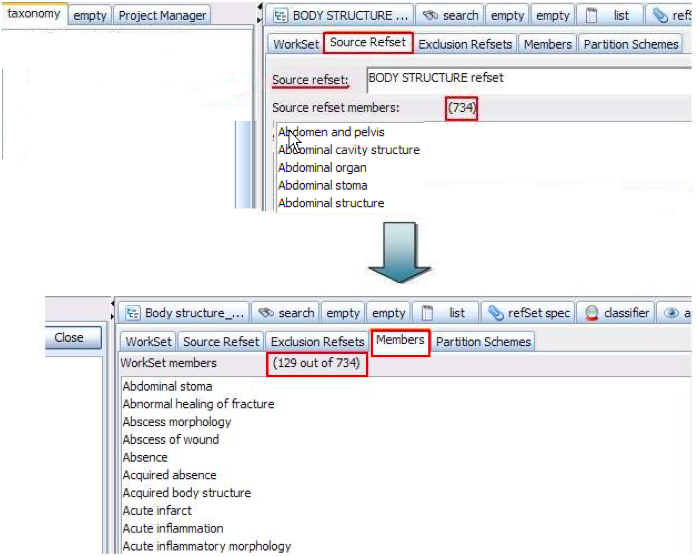 taxonomy empty Project Manager BODY STRUCTURE ... search empty empty list refS
WorkSet Source Refset Exclusion Refsets Members Partition Schemes
Source refset: BODY STRUCTURE refset
Source refset members: (734)
Abdomen and pelvis
Abdominal cavity structure
Abdominal organ
Abdominal stoma
Abdominal structure
Body structure_... search empty empty list refSet spec classifier a
Close WorkSet Source Refset Exclusion Refsets Members Partition Schemes
WorkSet members (129 out of 734)
Abdominal stoma
Abnormal healing of fracture
Abscess morphology
Abscess of wound
Absence
Acquired absence
Acquired body structure
Acute infarct
Acute inflammation
Acute inflammatory morphology